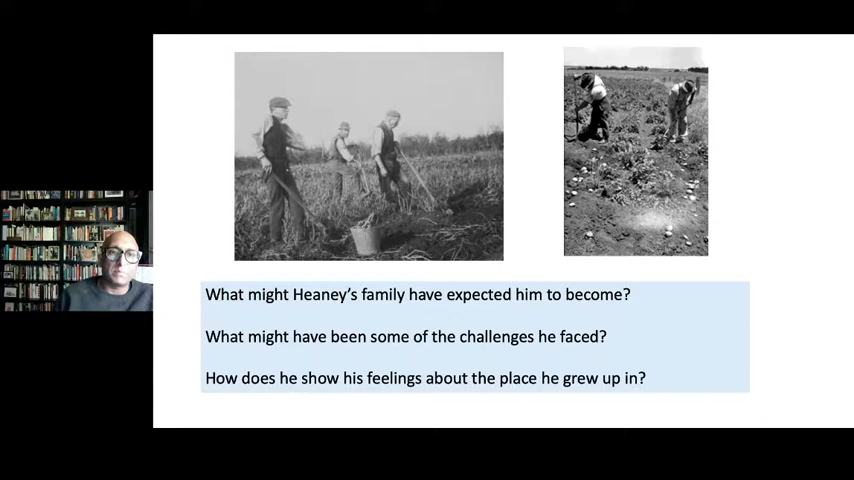 What might Heaney's family have expected him to become?
What might have been some of the challenges he faced?
How does he show his feelings about the place he grew up in?